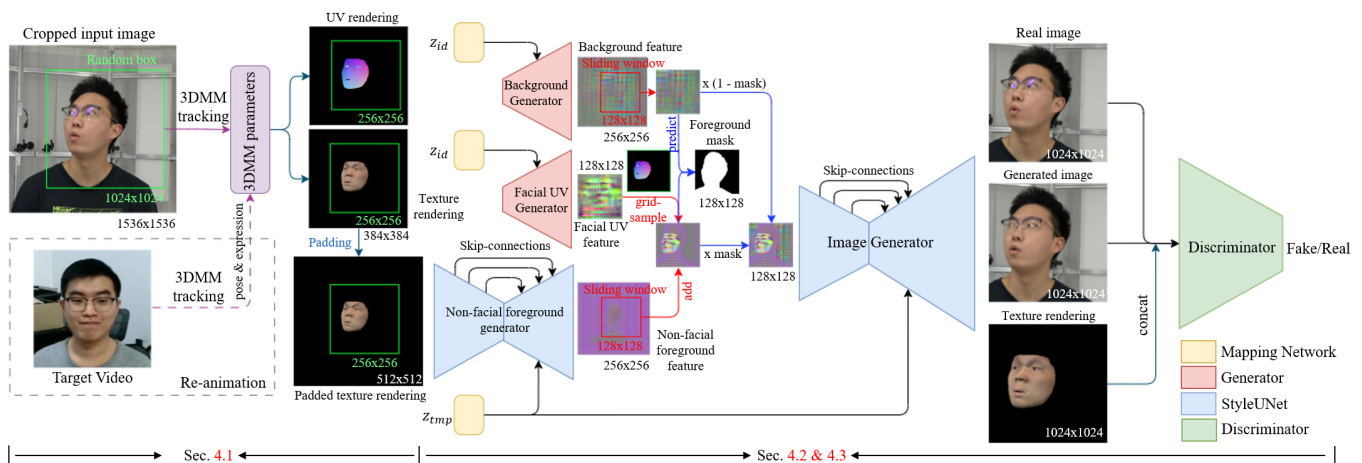 Cropped input image
Random box
1024x1024
1536x1536
3DMM
tracking
3DMM parameters
pose & expression
3DMM
tracking
Target Video
Re-animation
UV rendering
256x256
256x256
384x384
Texture
rendering
Padding
256x256
512x512
Padded texture rendering
z_id
Background
Generator
Background feature
Sliding window
128x128
256x256
x (1 - mask)
predict
Foreground
mask
128x128
z_id
Facial UV
Generator
128x128
Facial UV
feature
grid-
sample
x mask
128x128
Skip-connections
Non-facial foreground
generator
Sliding window
128x128
256x256
add
Non-facial
foreground
feature
z_tmp
Skip-connections
Image Generator
Real image
1024x1024
Generated image
1024x1024
Texture rendering
1024x1024
concat
Discriminator
Fake/Real
Mapping Network
Generator
StyleUNet
Discriminator
Sec. 4.1
Sec. 4.2 & 4.3